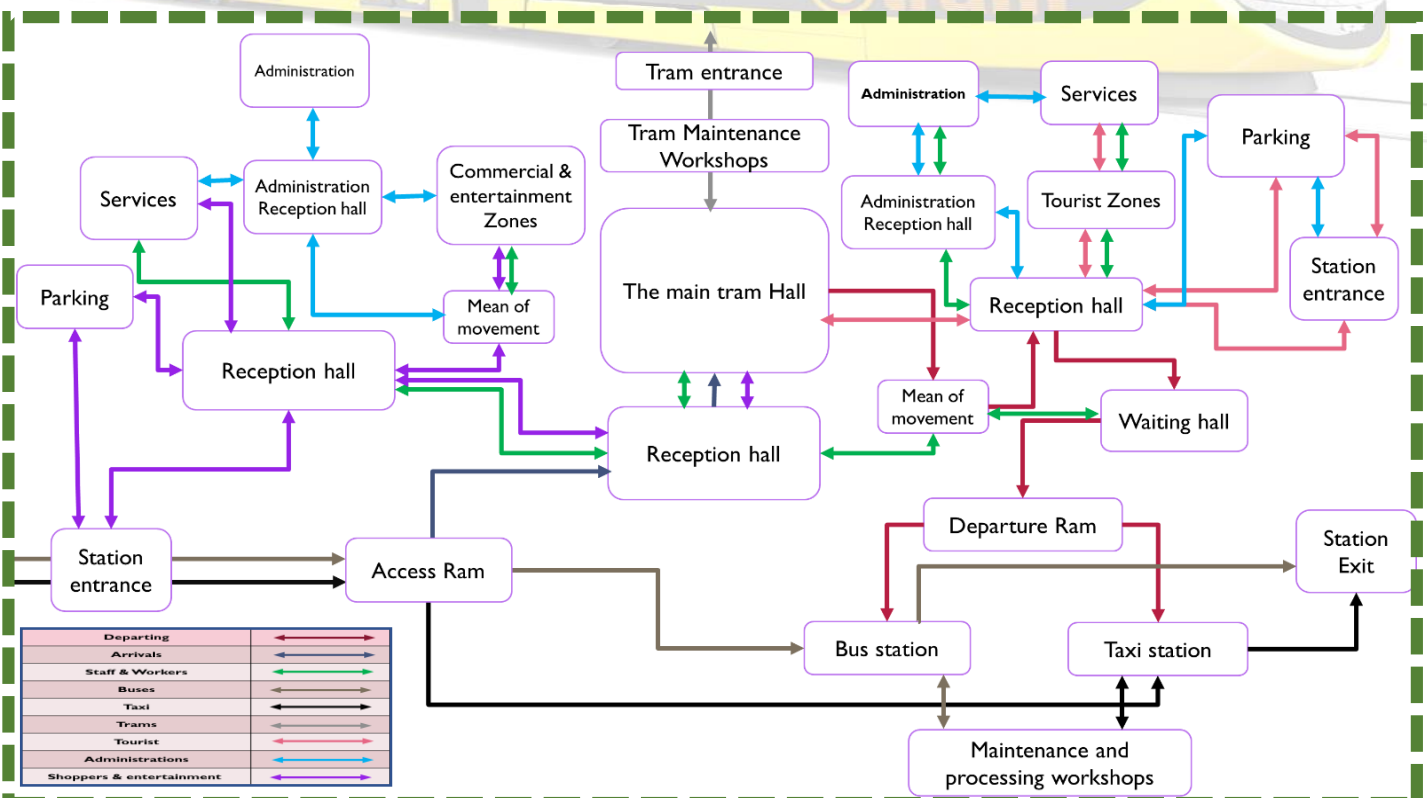 Administration
Tram entrance
Administration
Services
Parking
Tram Maintenance
Workshops
Services
Administration
Reception hall
Commercial &
entertainment
Zones
Administration
Reception hall
Tourist Zones
Station
entrance
Parking
Mean of
movement
The main tram Hall
Reception hall
Reception hall
Mean of
movement
Waiting hall
Reception hall
Departure Ram
Station
Exit
Station
entrance
Access Ram
Bus station
Taxi station
Maintenance and
processing workshops
Departing
Arrivals
Staff & Workers
Buses
Taxi
Trams
Tourist
Administrations
Shoppers & entertainment